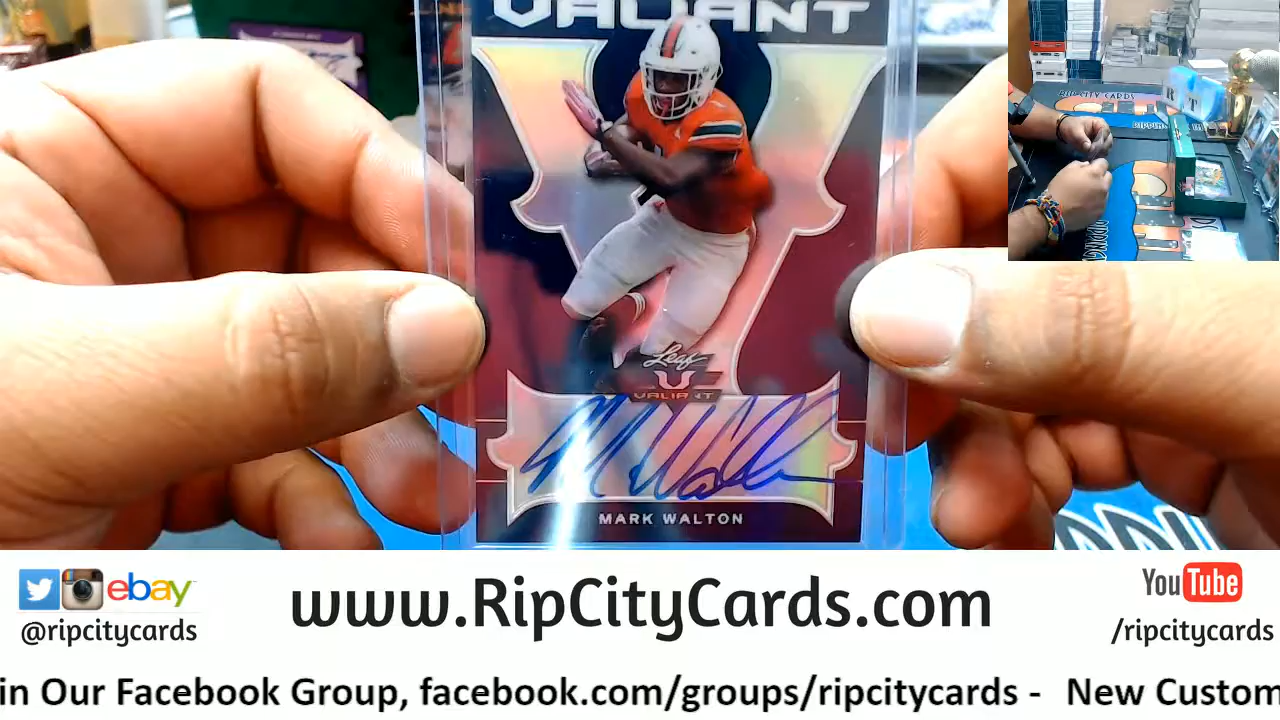 VALIANT
Leaf
VALIANT
M Walton
MARK WALTON
RIP CITY CARDS
R T
ebay
@ripcitycards
www.RipCityCards.com
YouTube
/ripcitycards
in Our Facebook Group, facebook.com/groups/ripcitycards - New Custom